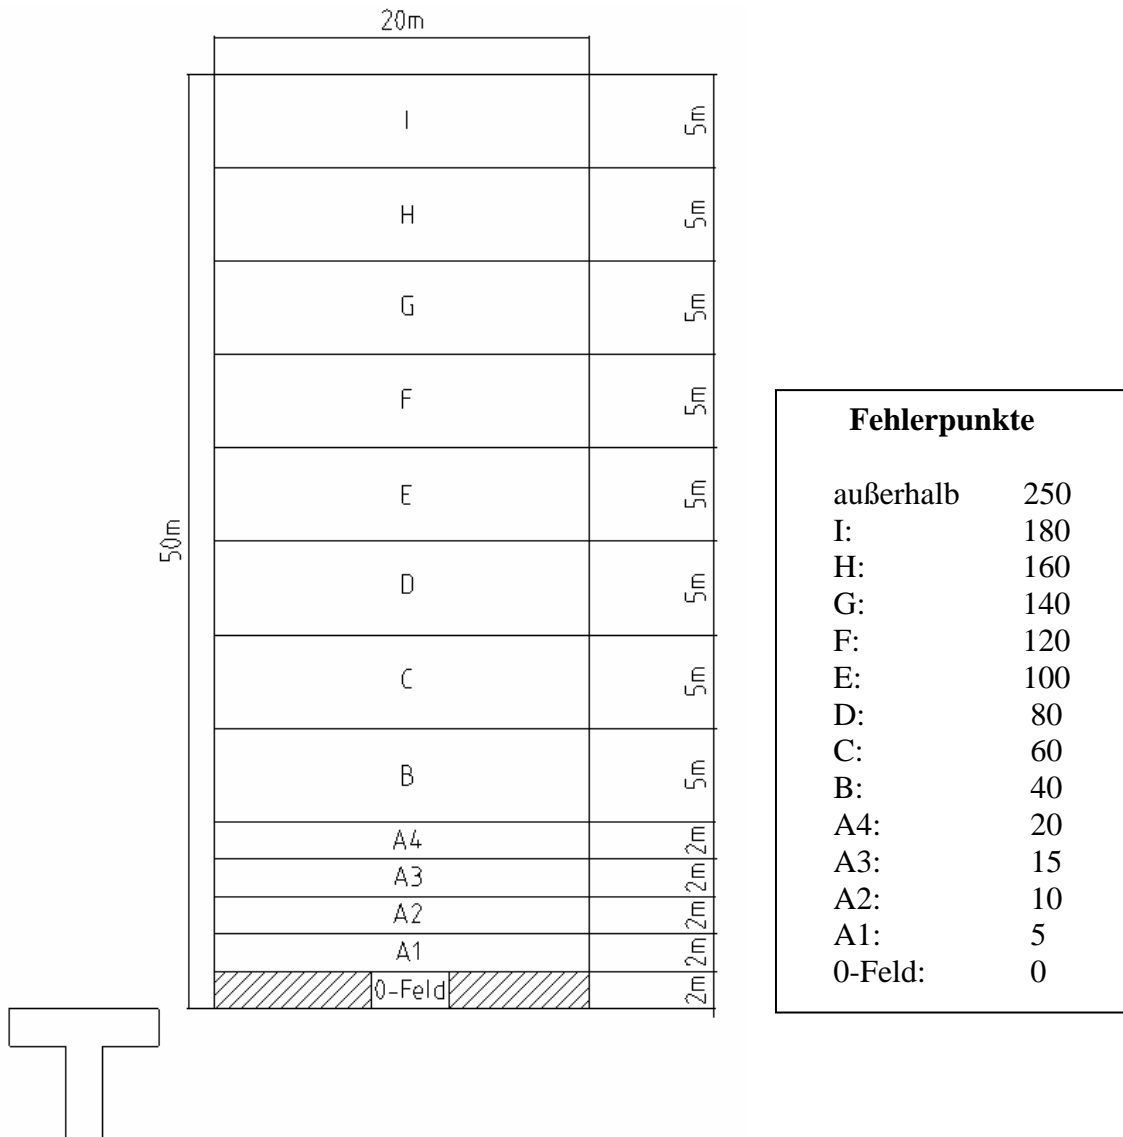 20m
I
5m
H
5m
G
5m
F
5m
E
5m
50m
D
5m
C
5m
B
5m
A4
2m
A3
2m
A2
2m
A1
2m
0-Feld
2m
Fehlerpunkte
außerhalb 250
I: 180
H: 160
G: 140
F: 120
E: 100
D: 80
C: 60
B: 40
A4: 20
A3: 15
A2: 10
A1: 5
0-Feld: 0